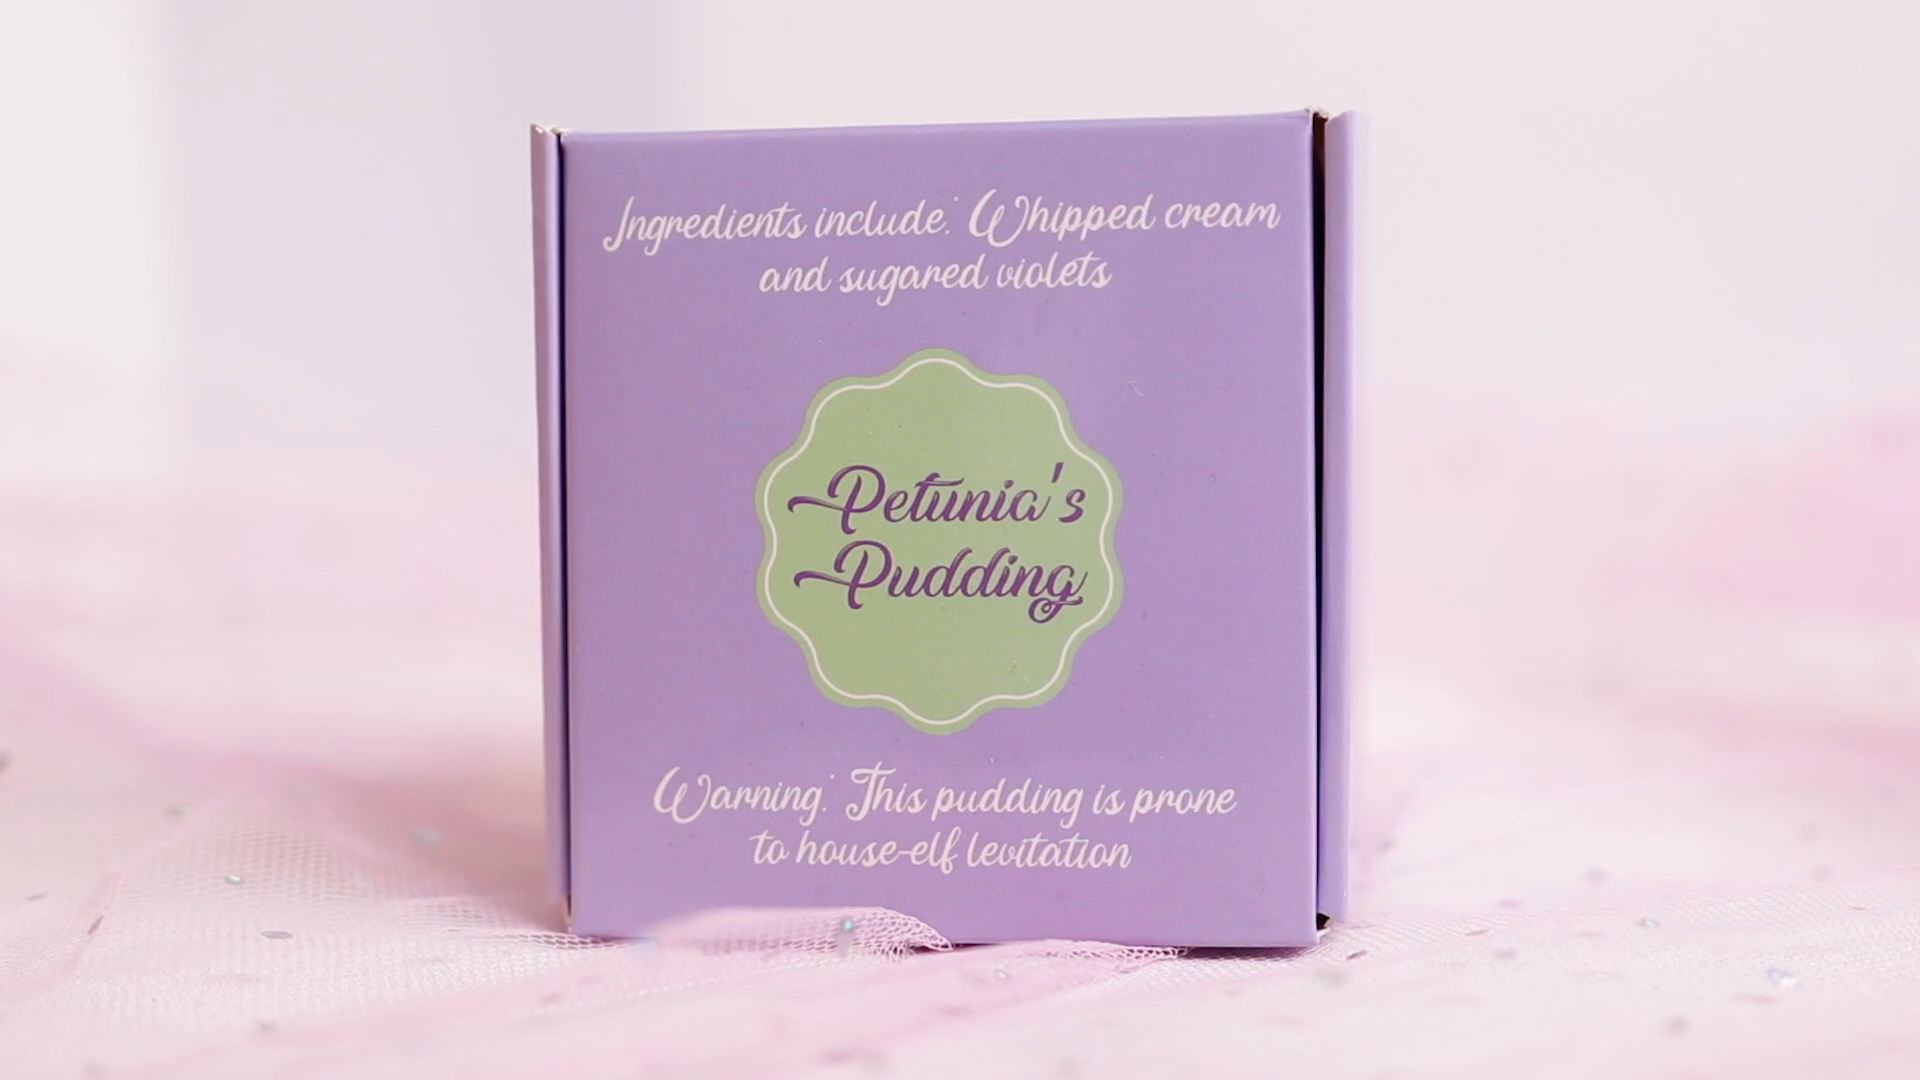 Ingredients include: Whipped cream
and sugared violets
Petunia's
Pudding
Warning: This pudding is prone
to house-elf levitation